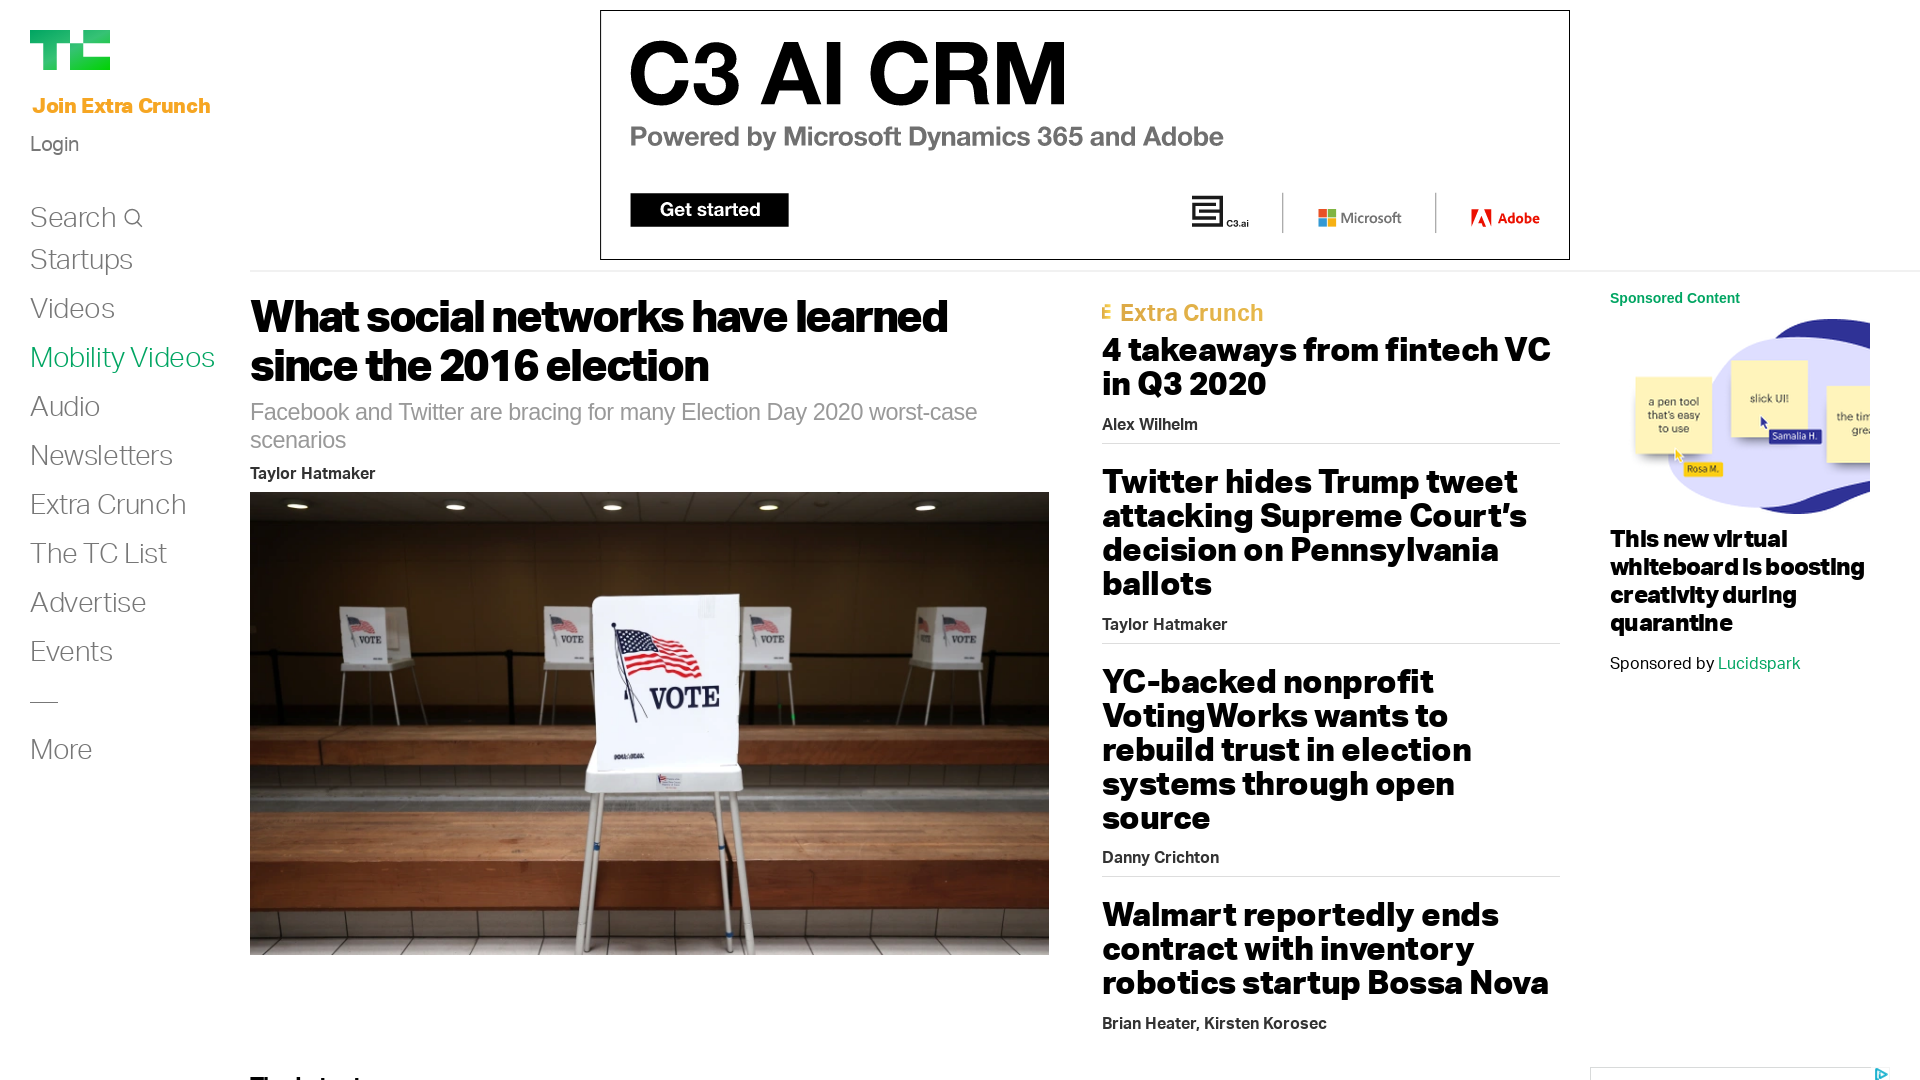 TC
Join Extra Crunch
Login
Search
Startups
Videos
Mobility Videos
Audio
Newsletters
Extra Crunch
The TC List
Advertise
Events
More
C3 AI CRM
Powered by Microsoft Dynamics 365 and Adobe
Get started
C3.ai
Microsoft
Adobe
What social networks have learned
since the 2016 election
Facebook and Twitter are bracing for many Election Day 2020 worst-case
scenarios
Taylor Hatmaker
VOTE
VOTE
VOTE
VOTE
VOTE
Extra Crunch
4 takeaways from fintech VC
in Q3 2020
Alex Wilhelm
Twitter hides Trump tweet
attacking Supreme Court’s
decision on Pennsylvania
ballots
Taylor Hatmaker
YC-backed nonprofit
VotingWorks wants to
rebuild trust in election
systems through open
source
Danny Crichton
Walmart reportedly ends
contract with inventory
robotics startup Bossa Nova
Brian Heater, Kirsten Korosec
Sponsored Content
a pen tool
that's easy
to use
Rosa M.
slick UI!
Samalla H.
This new virtual
whiteboard is boosting
creativity during
quarantine
Sponsored by Lucidspark